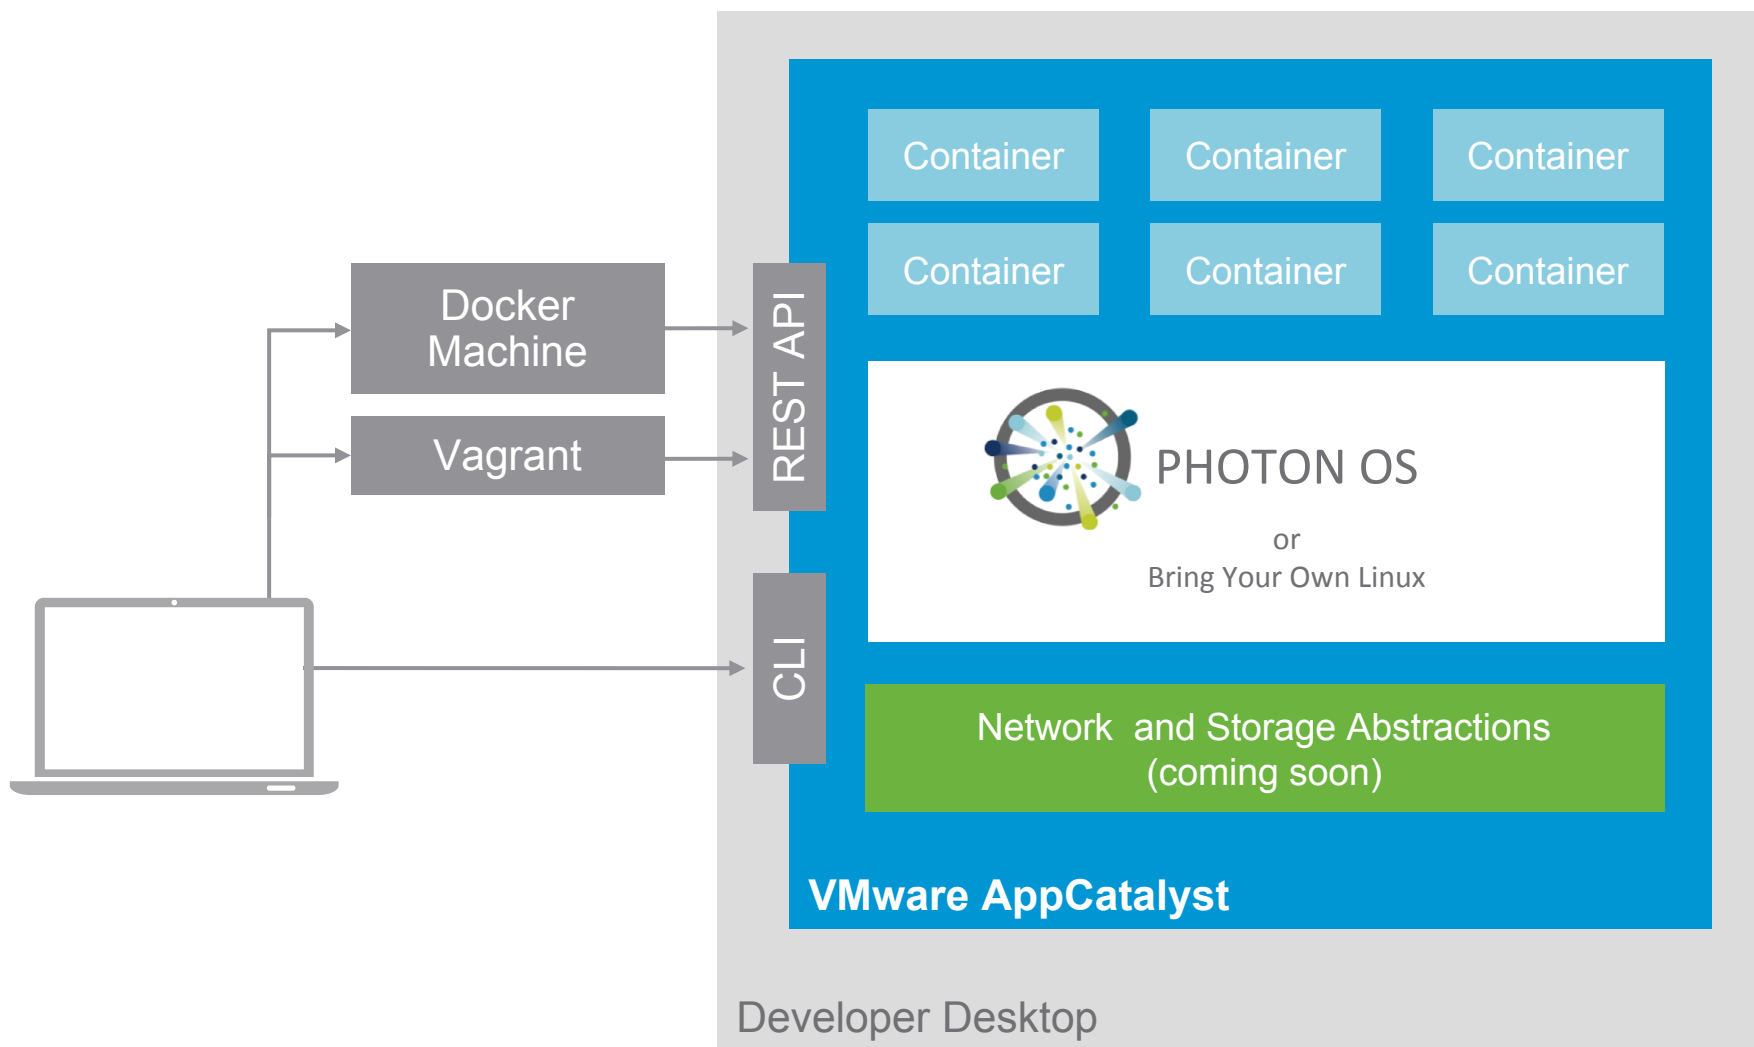 Container
Container
Container
Container
Container
Container
Docker
Machine
Vagrant
REST API
CLI
PHOTON OS
or
Bring Your Own Linux
Network  and Storage Abstractions
(coming soon)
VMware AppCatalyst
Developer Desktop